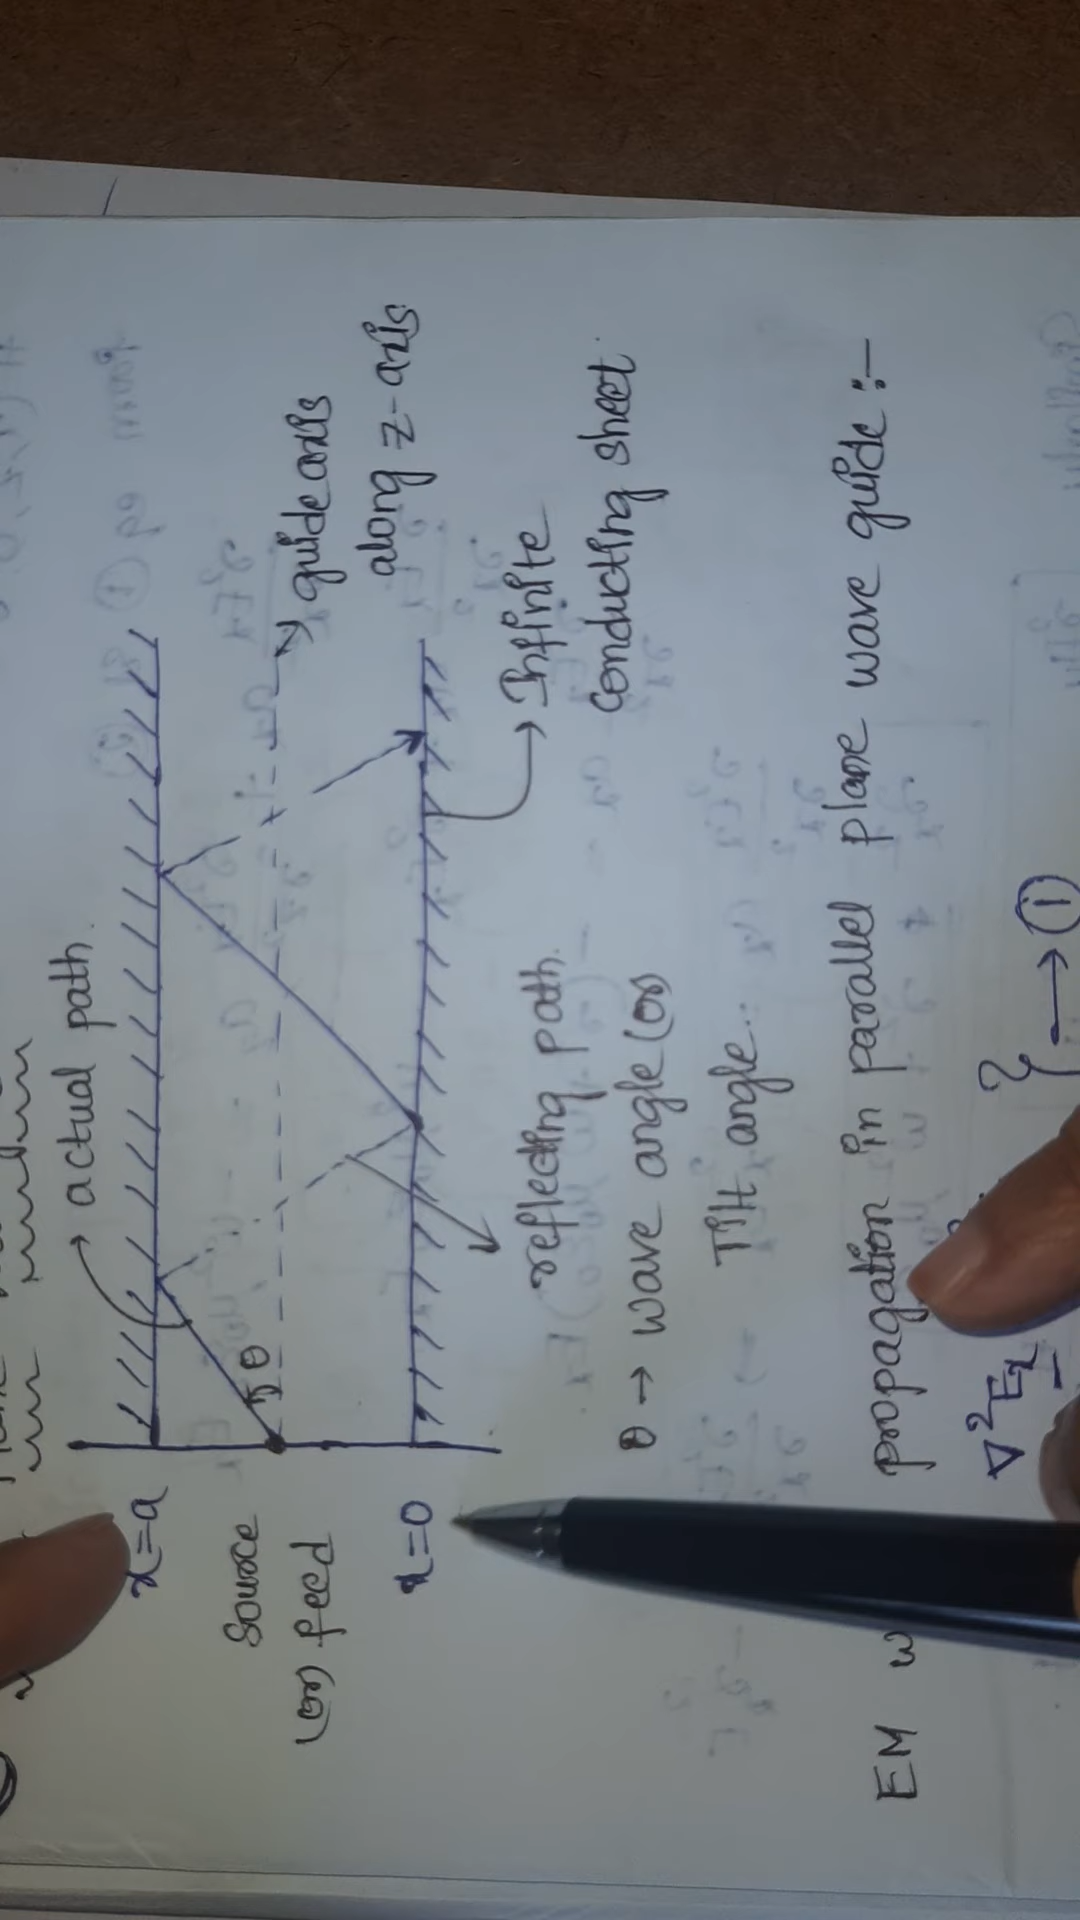 actual path.
x=a
source
(or) feed
θ
guide axis
along z-axis
x=0
Infinite
conducting sheet.
reflecting path.
θ → wave angle (or)
Tilt angle..
EM w propagation in parallel plane wave guide :-
∇²Eₓ } → ①